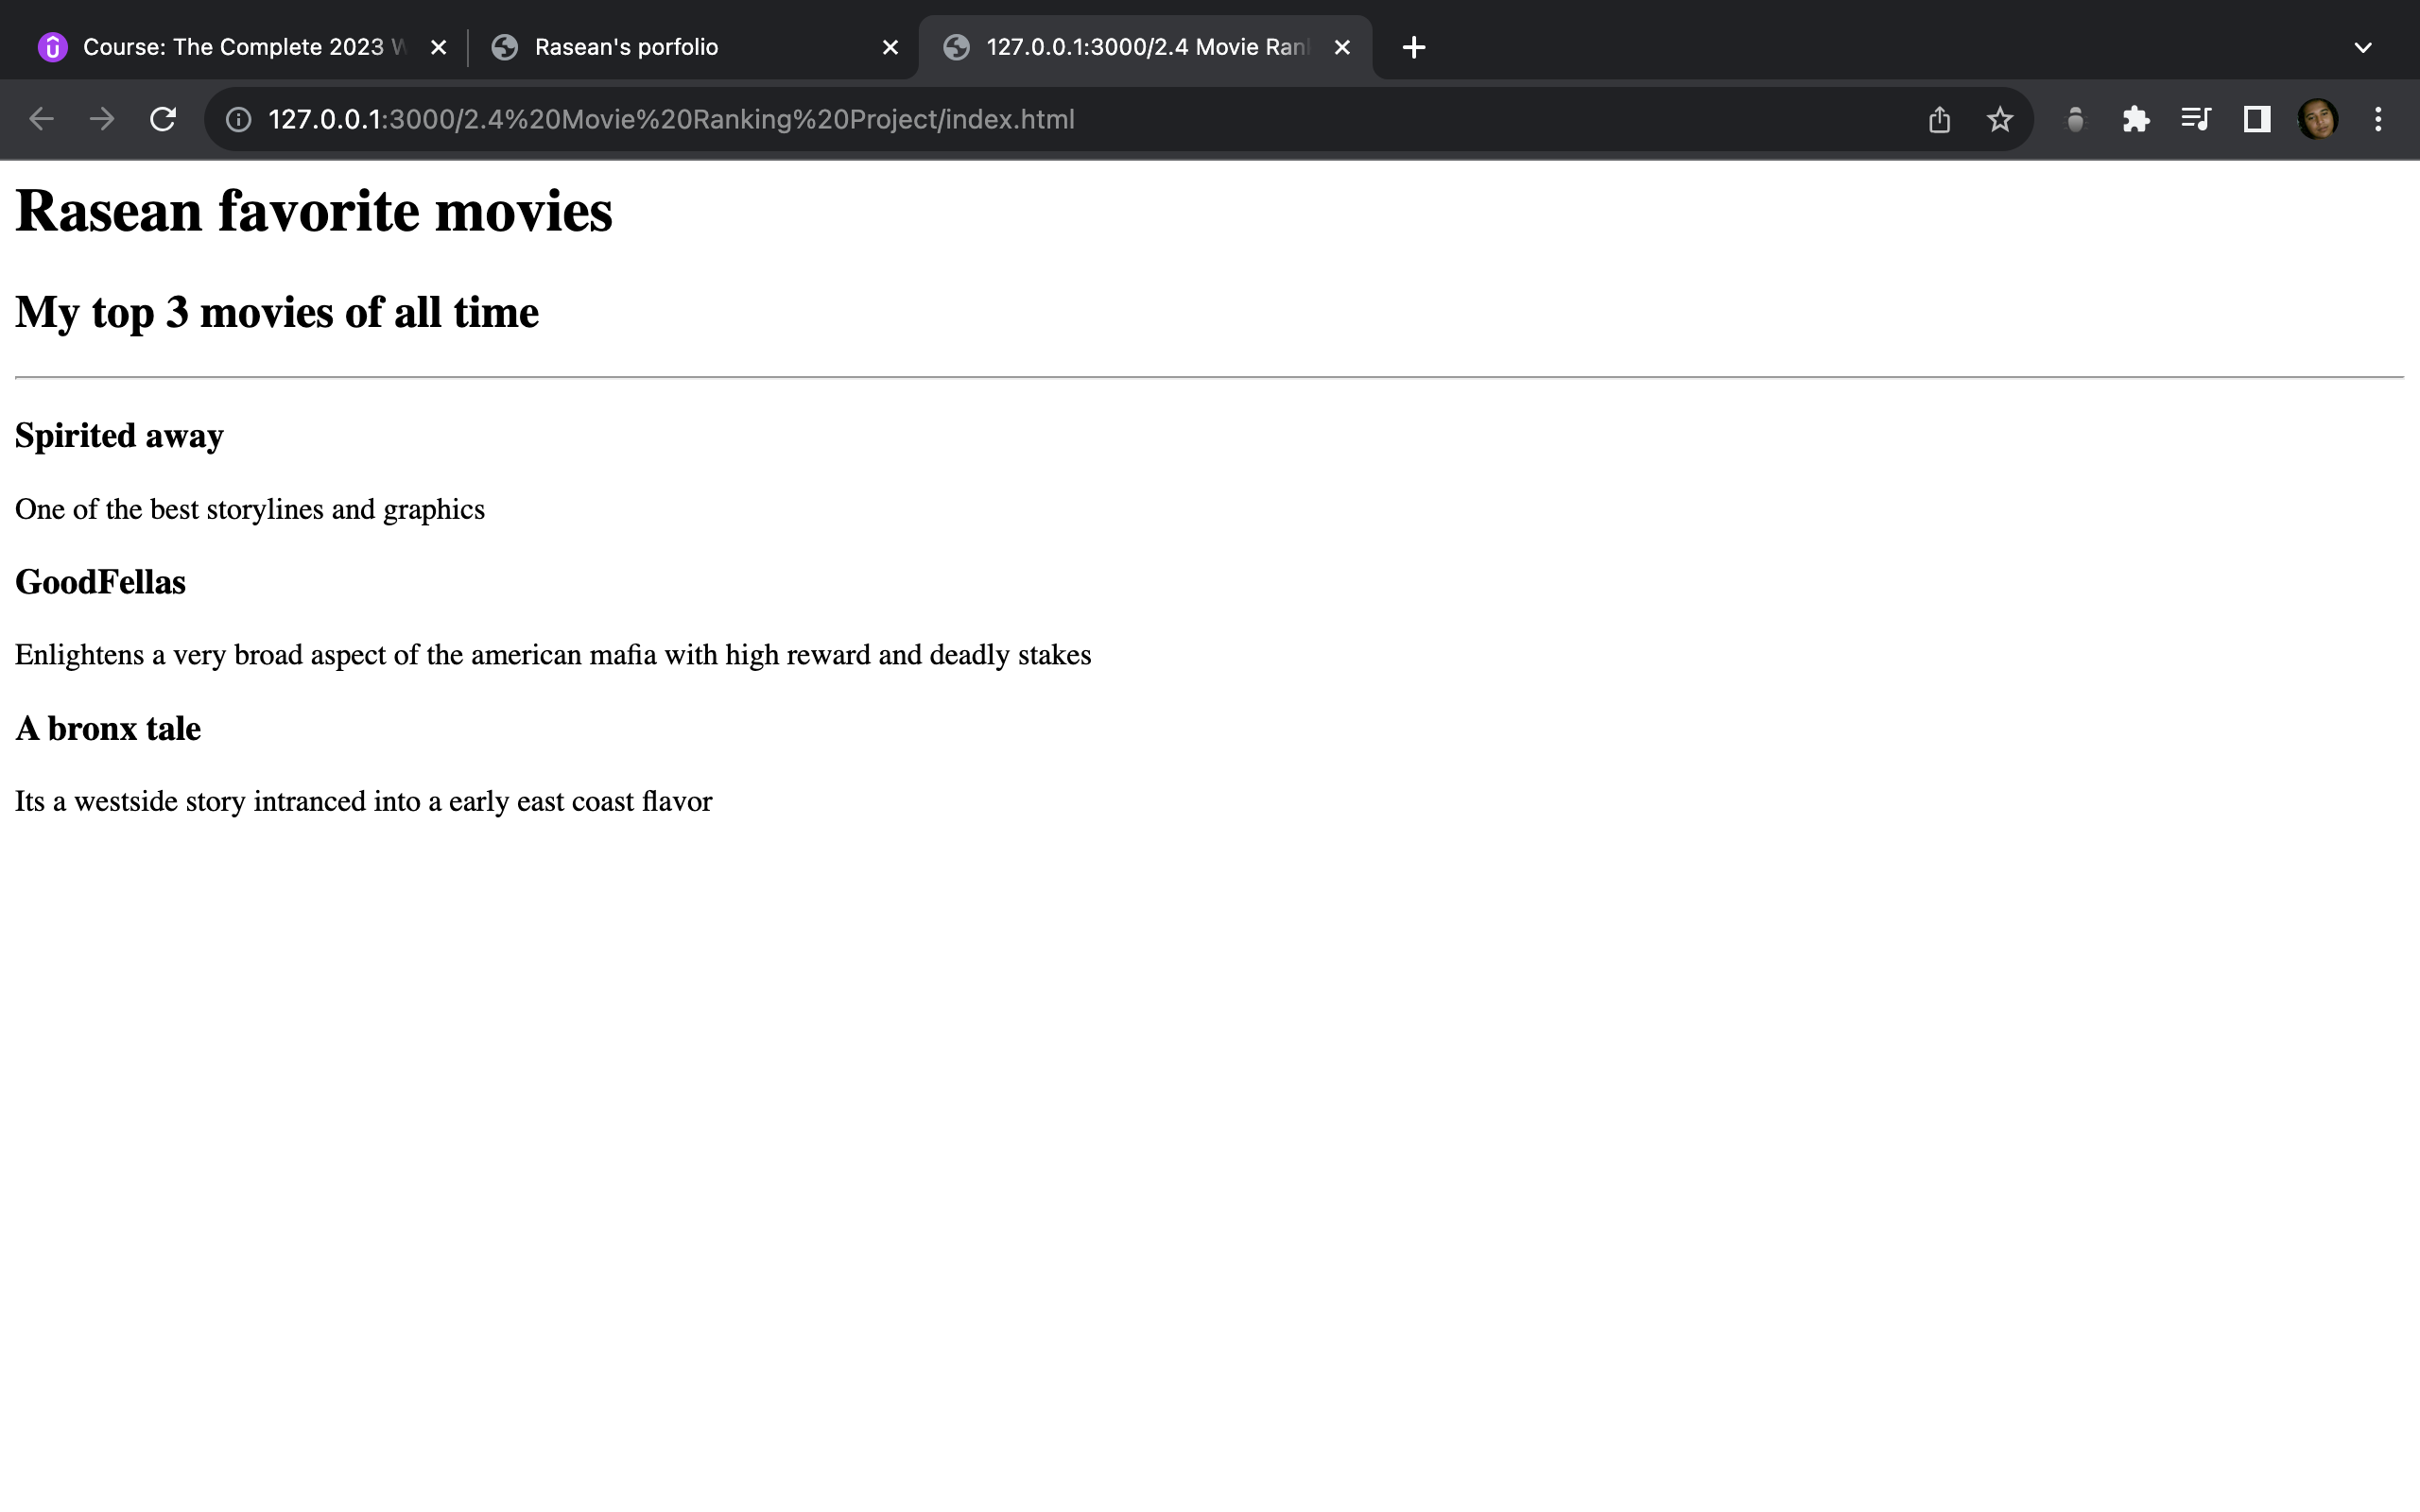 Course: The Complete 2023 W
Rasean's porfolio
127.0.0.1:3000/2.4 Movie Ran
127.0.0.1:3000/2.4%20Movie%20Ranking%20Project/index.html
Rasean favorite movies
My top 3 movies of all time
Spirited away
One of the best storylines and graphics
GoodFellas
Enlightens a very broad aspect of the american mafia with high reward and deadly stakes
A bronx tale
Its a westside story intranced into a early east coast flavor